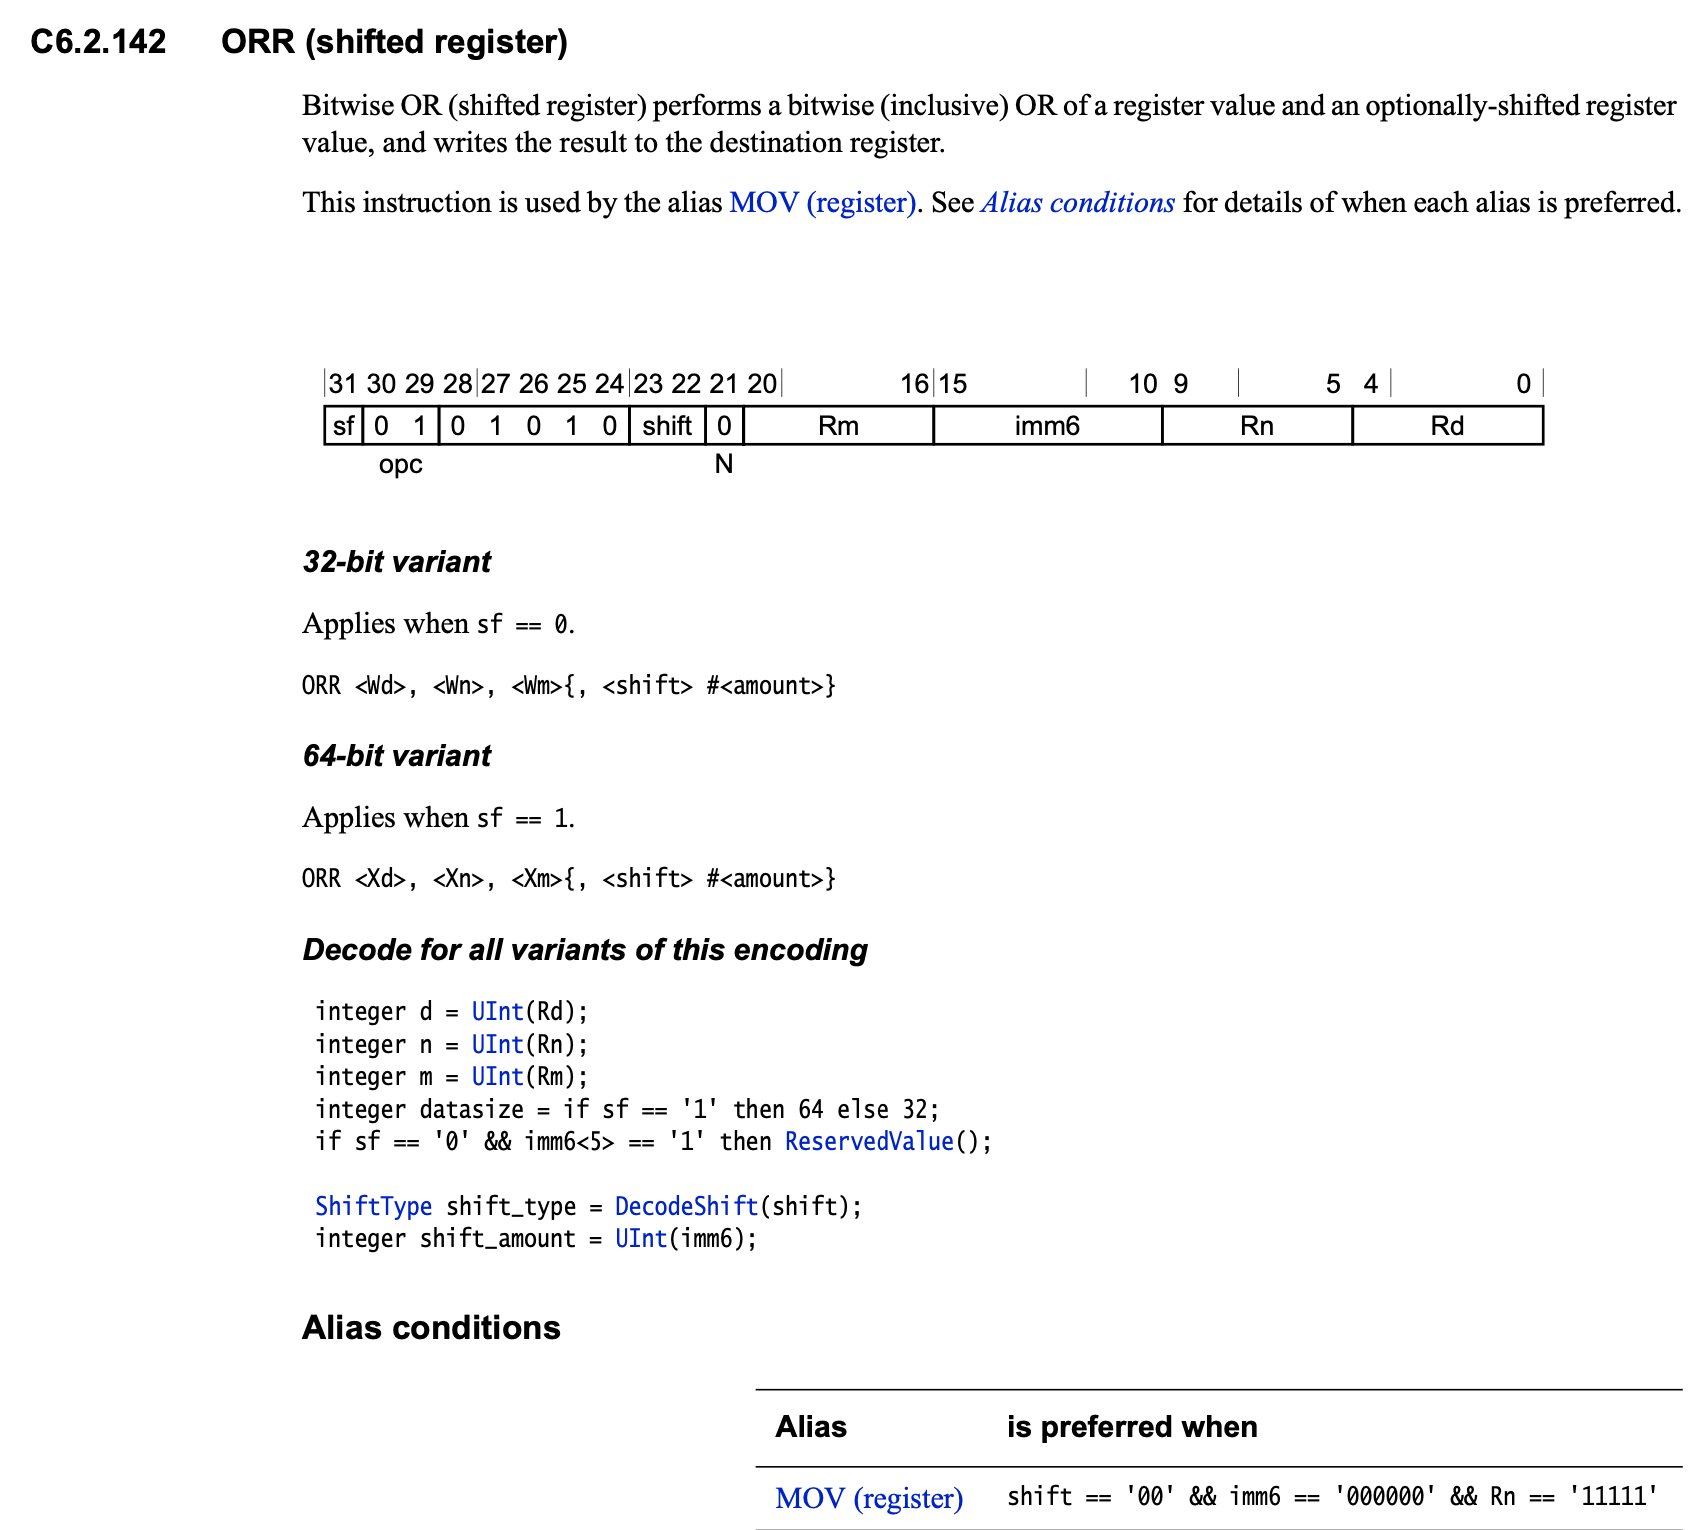 C6.2.142 ORR (shifted register)
Bitwise OR (shifted register) performs a bitwise (inclusive) OR of a register value and an optionally-shifted register
value, and writes the result to the destination register.
This instruction is used by the alias MOV (register). See Alias conditions for details of when each alias is preferred.
31 30 29 28 27 26 25 24 23 22 21 20 16 15 10 9 5 4 0
sf 0 1 0 1 0 1 0 shift 0 Rm imm6 Rn Rd
opc N
32-bit variant
Applies when sf == 0.
ORR <Wd>, <Wn>, <Wm>{, <shift> #<amount>}
64-bit variant
Applies when sf == 1.
ORR <Xd>, <Xn>, <Xm>{, <shift> #<amount>}
Decode for all variants of this encoding
integer d = UInt(Rd);
integer n = UInt(Rn);
integer m = UInt(Rm);
integer datasize = if sf == '1' then 64 else 32;
if sf == '0' && imm6<5> == '1' then ReservedValue();
ShiftType shift_type = DecodeShift(shift);
integer shift_amount = UInt(imm6);
Alias conditions
Alias is preferred when
MOV (register) shift == '00' && imm6 == '000000' && Rn == '11111'